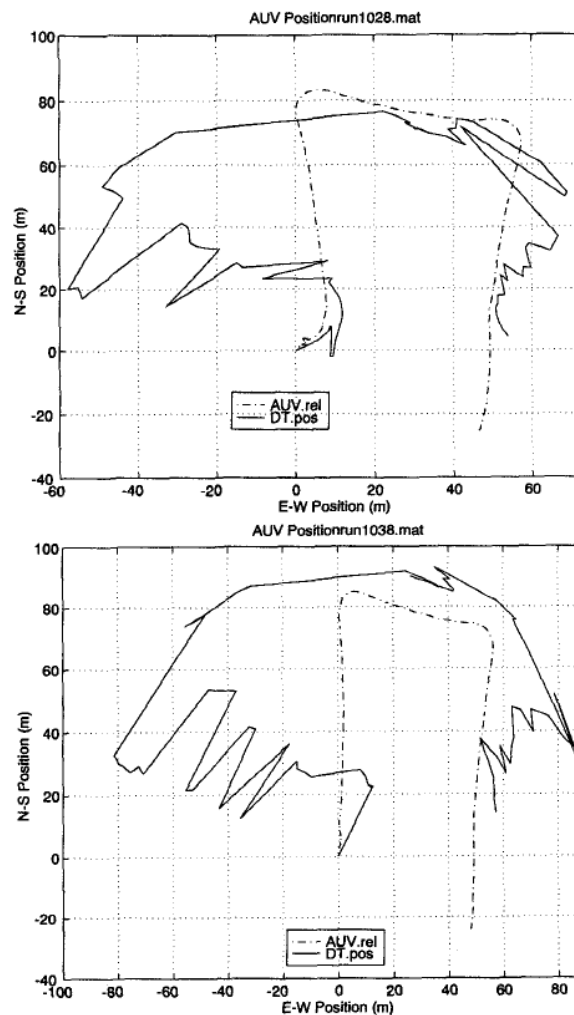 AUV Positionrun1028.mat
100
80
60
40
20
0
-20
-40
N-S Position (m)
AUV.rel
DT.pos
-60 -40 -20 0 20 40 60
E-W Position (m)
AUV Positionrun1038.mat
100
80
60
40
20
0
-20
-40
N-S Position (m)
AUV.rel
DT.pos
-100 -80 -60 -40 -20 0 20 40 60 80
E-W Position (m)